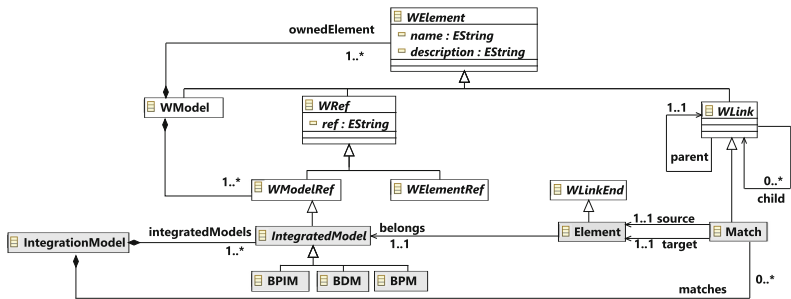 WElement
ownedElement
name : EString
1..*
description : EString
WModel
WRef
ref : EString
1..1
WLink
parent
1..*
WModelRef
WElementRef
WLinkEnd
0..*
child
integratedModels
IntegrationModel
1..*
IntegratedModel
belongs
1..1
Element
1..1 source
1..1 target
Match
BPIM
BDM
BPM
0..*
matches